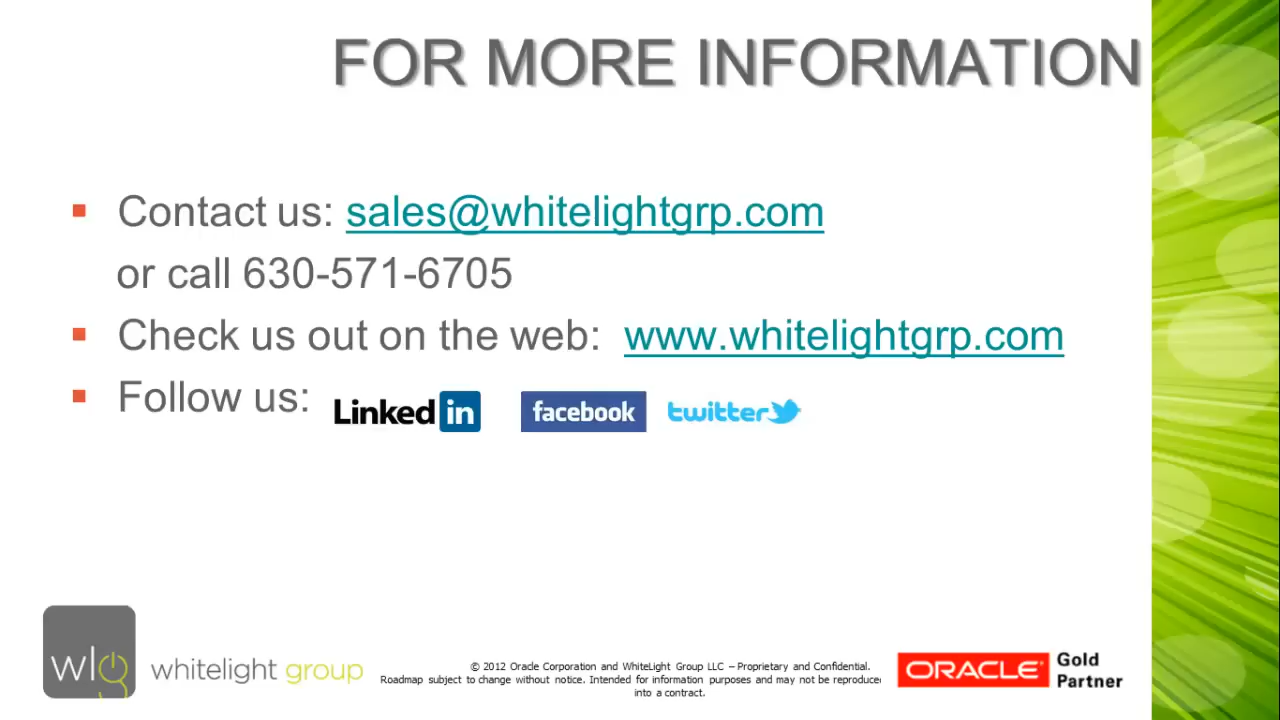 FOR MORE INFORMATION
Contact us: sales@whitelightgrp.com
or call 630-571-6705
Check us out on the web: www.whitelightgrp.com
Follow us: Linked in facebook twitter
wlg whitelight group
© 2012 Oracle Corporation and WhiteLight Group LLC – Proprietary and Confidential.
Roadmap subject to change without notice. Intended for information purposes and may not be reproduced
into a contract.
ORACLE Gold
Partner